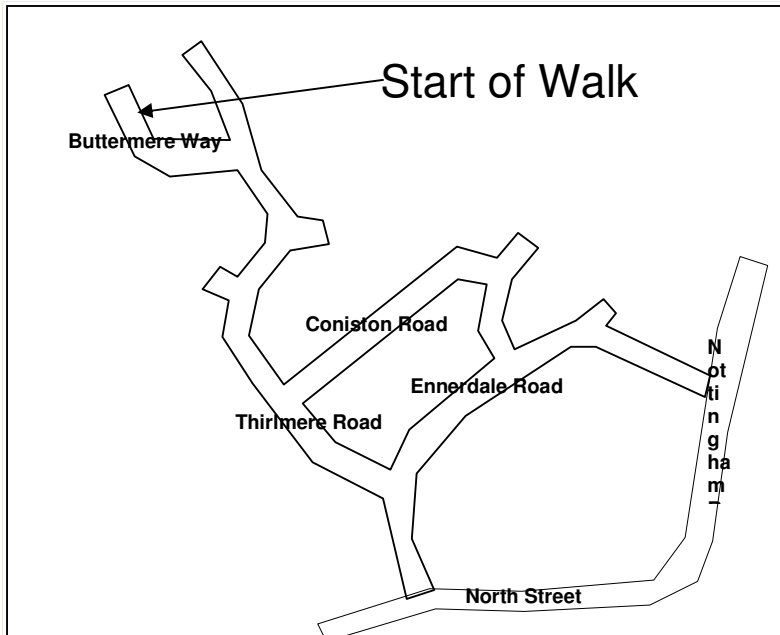 Start of Walk
Buttermere Way
Coniston Road
Ennerdale Road
Thirlmere Road
N
ot
ti
n
g
ha
m
North Street